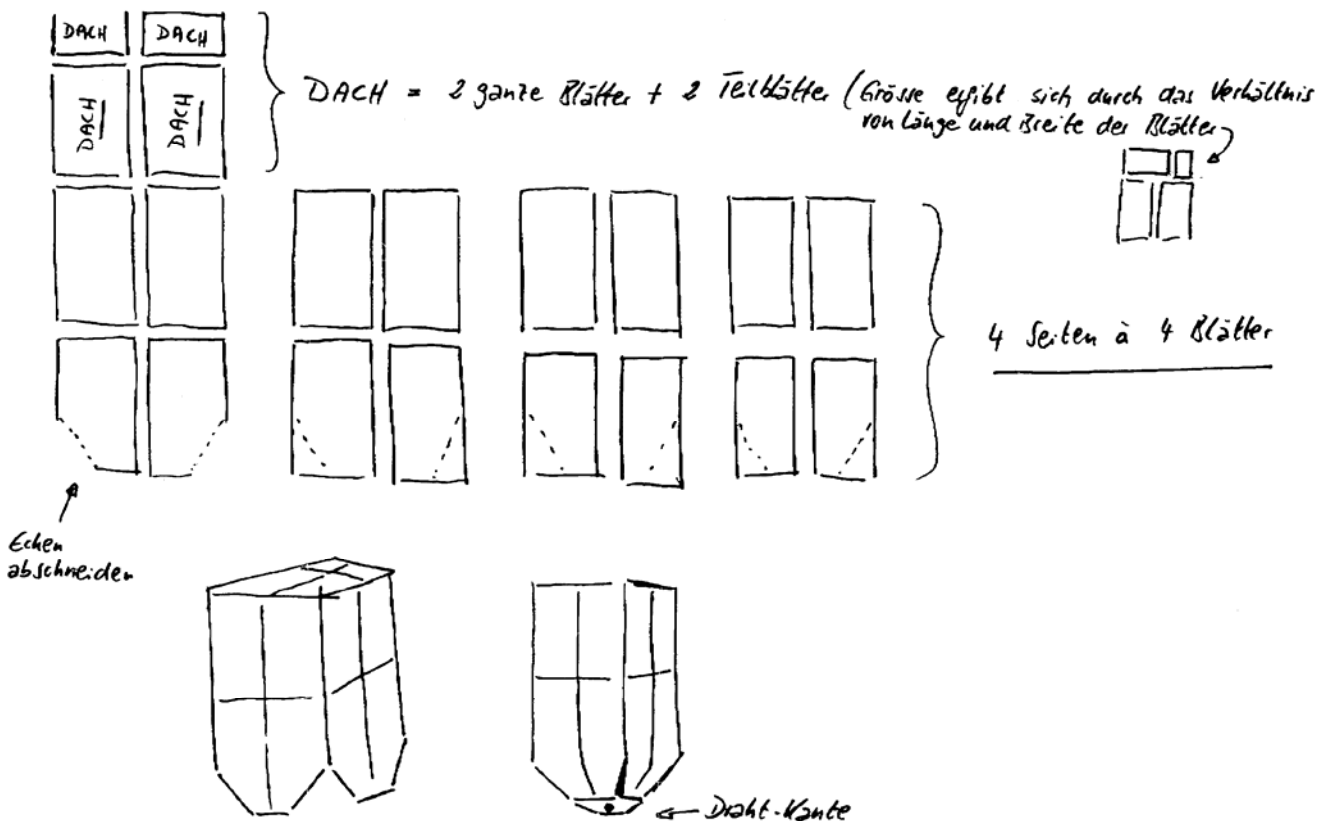 DACH DACH
DACH DACH
DACH = 2 ganze Blätter + 2 Teilblätter (Grösse ergibt sich durch das Verhältnis
von Länge und Breite der Blätter
4 Seiten à 4 Blätter
Ecken
abschneiden
Draht-Kante